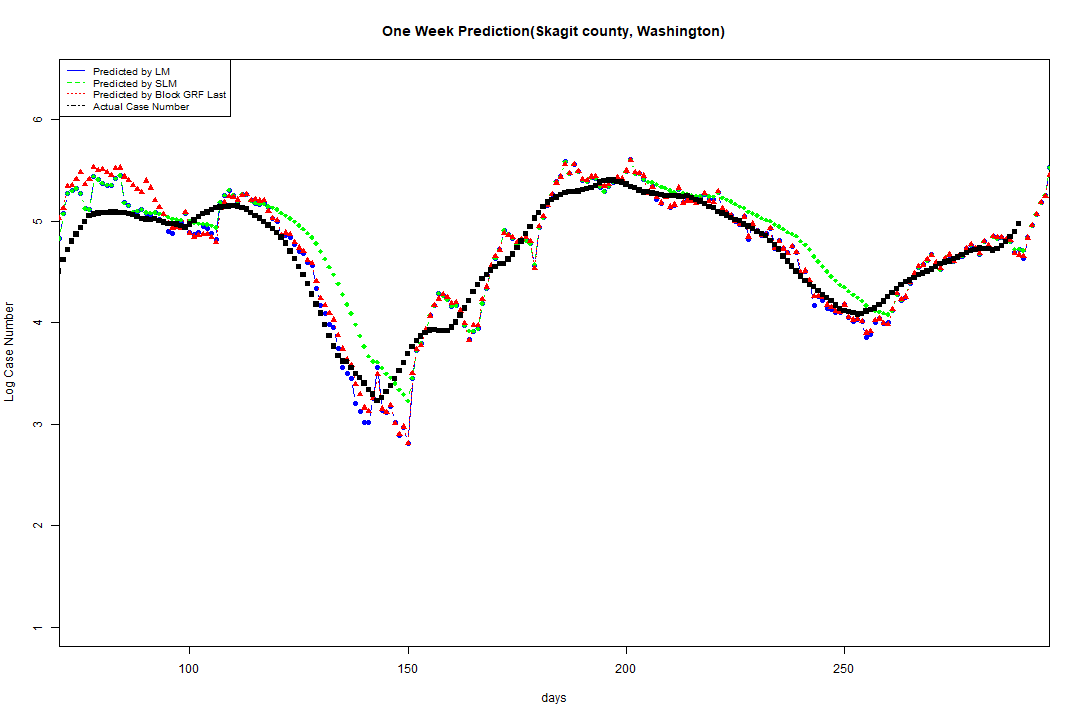 One Week Prediction(Skagit county, Washington)
Predicted by LM
Predicted by SLM
Predicted by Block GRF Last
Actual Case Number
6
5
4
3
2
1
Log Case Number
100 150 200 250
days